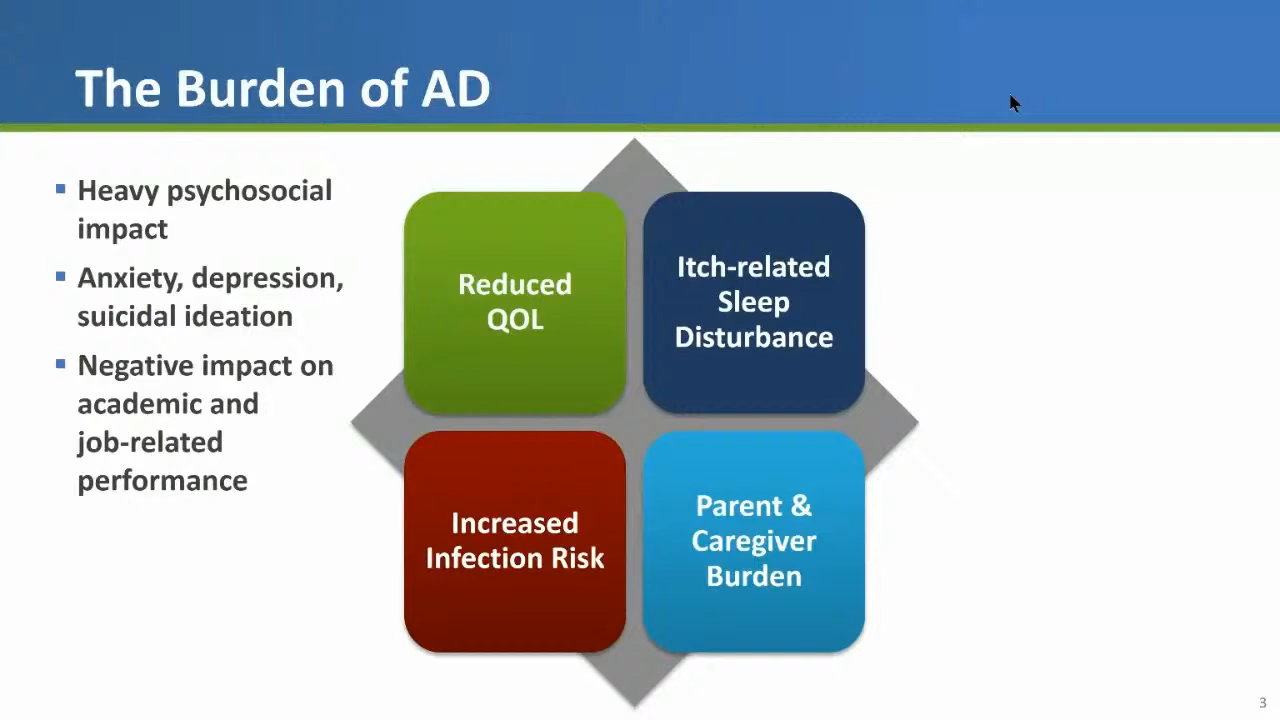 The Burden of AD
Heavy psychosocial
impact
Anxiety, depression,
suicidal ideation
Negative impact on
academic and
job-related
performance
Reduced
QOL
Itch-related
Sleep
Disturbance
Increased
Infection Risk
Parent &
Caregiver
Burden
3